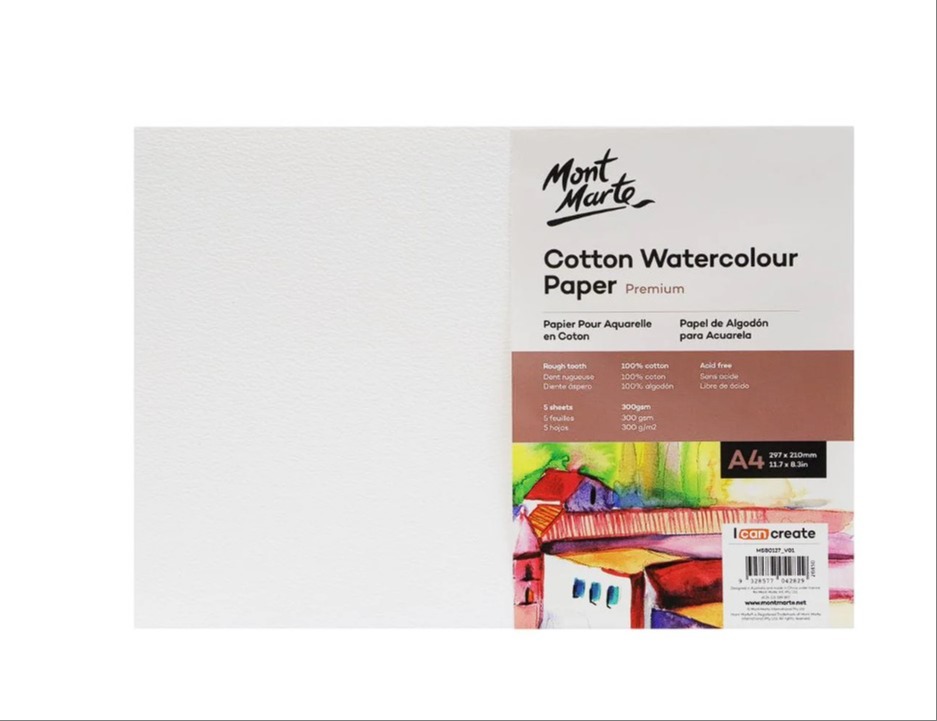 Mont
Marte
Cotton Watercolour
Paper Premium
Papier Pour Aquarelle
en Coton
Papel de Algodón
para Acuarela
Rough tooth
Dent rugueuse
Diente áspero
100% cotton
100% coton
100% algodón
Acid free
Sans acide
Libre de ácido
5 sheets
5 feuilles
5 hojas
300gsm
300 gsm
300 g/m2
A4
297 x 210mm
11.7 x 8.3in
I can create
MSB0127_V01
9 328577 042829
www.montmarte.net